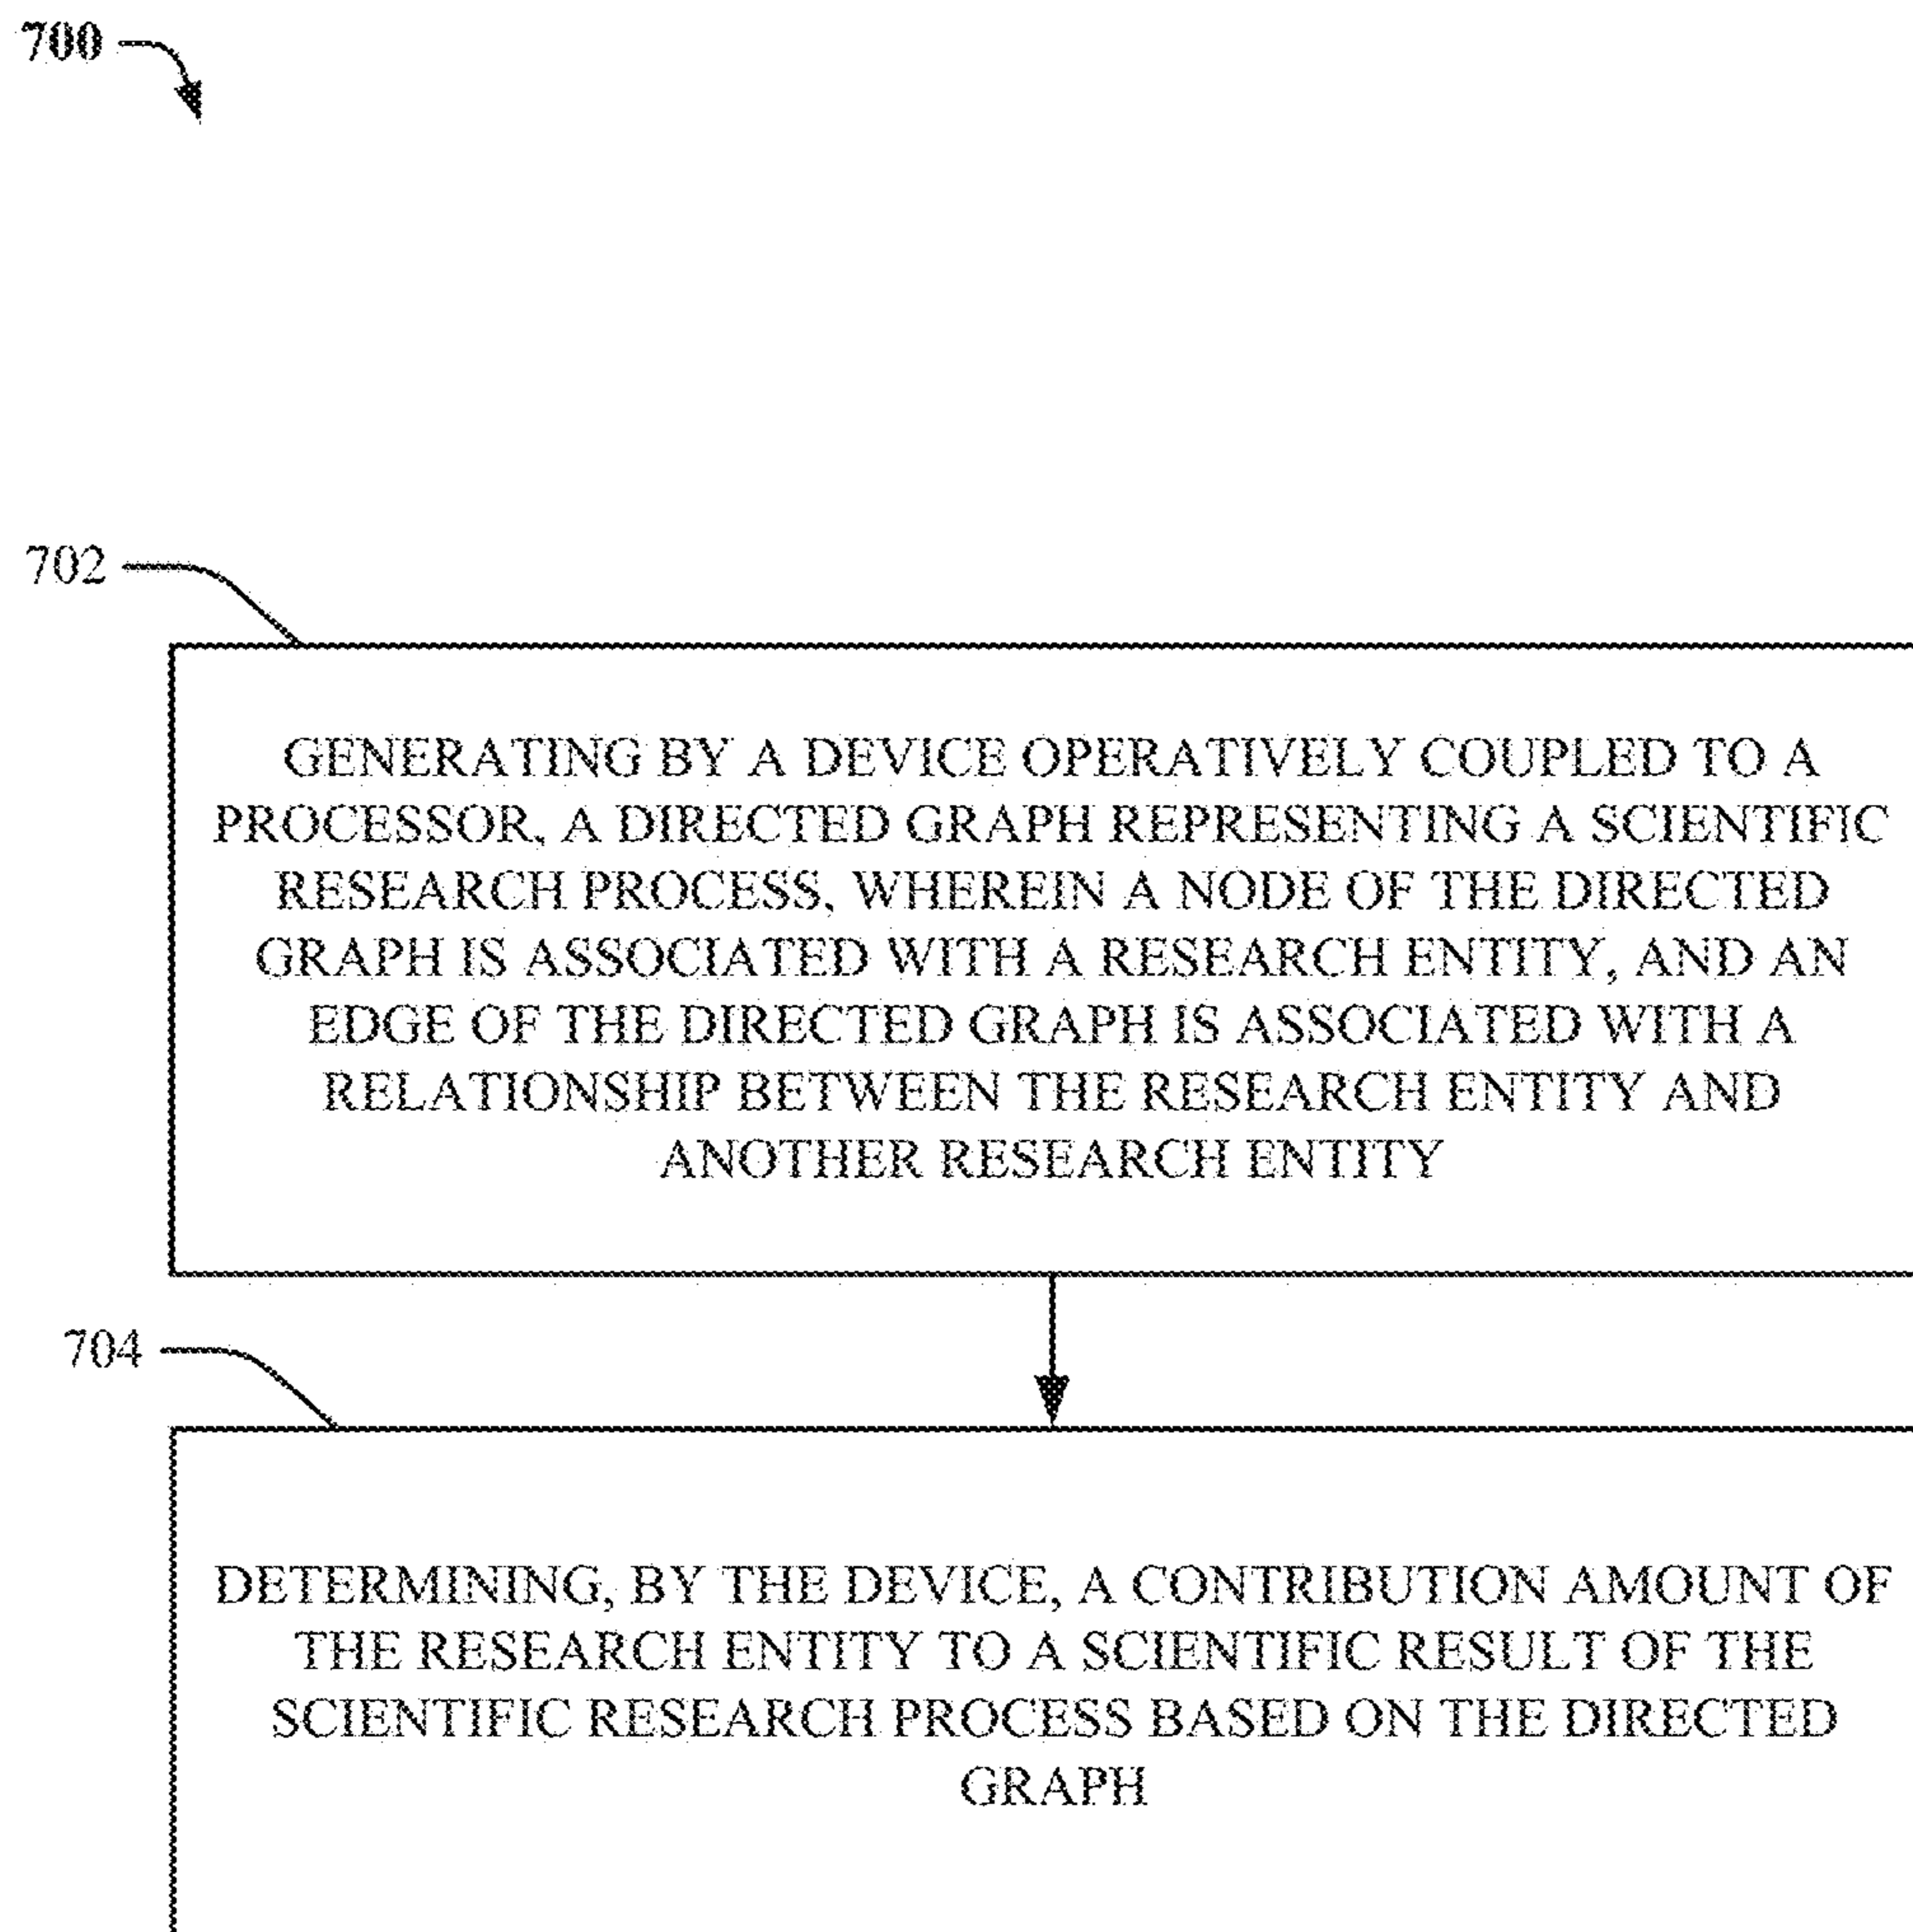 700
702
GENERATING BY A DEVICE OPERATIVELY COUPLED TO A
PROCESSOR, A DIRECTED GRAPH REPRESENTING A SCIENTIFIC
RESEARCH PROCESS, WHEREIN A NODE OF THE DIRECTED
GRAPH IS ASSOCIATED WITH A RESEARCH ENTITY, AND AN
EDGE OF THE DIRECTED GRAPH IS ASSOCIATED WITH A
RELATIONSHIP BETWEEN THE RESEARCH ENTITY AND
ANOTHER RESEARCH ENTITY
704
DETERMINING, BY THE DEVICE, A CONTRIBUTION AMOUNT OF
THE RESEARCH ENTITY TO A SCIENTIFIC RESULT OF THE
SCIENTIFIC RESEARCH PROCESS BASED ON THE DIRECTED
GRAPH